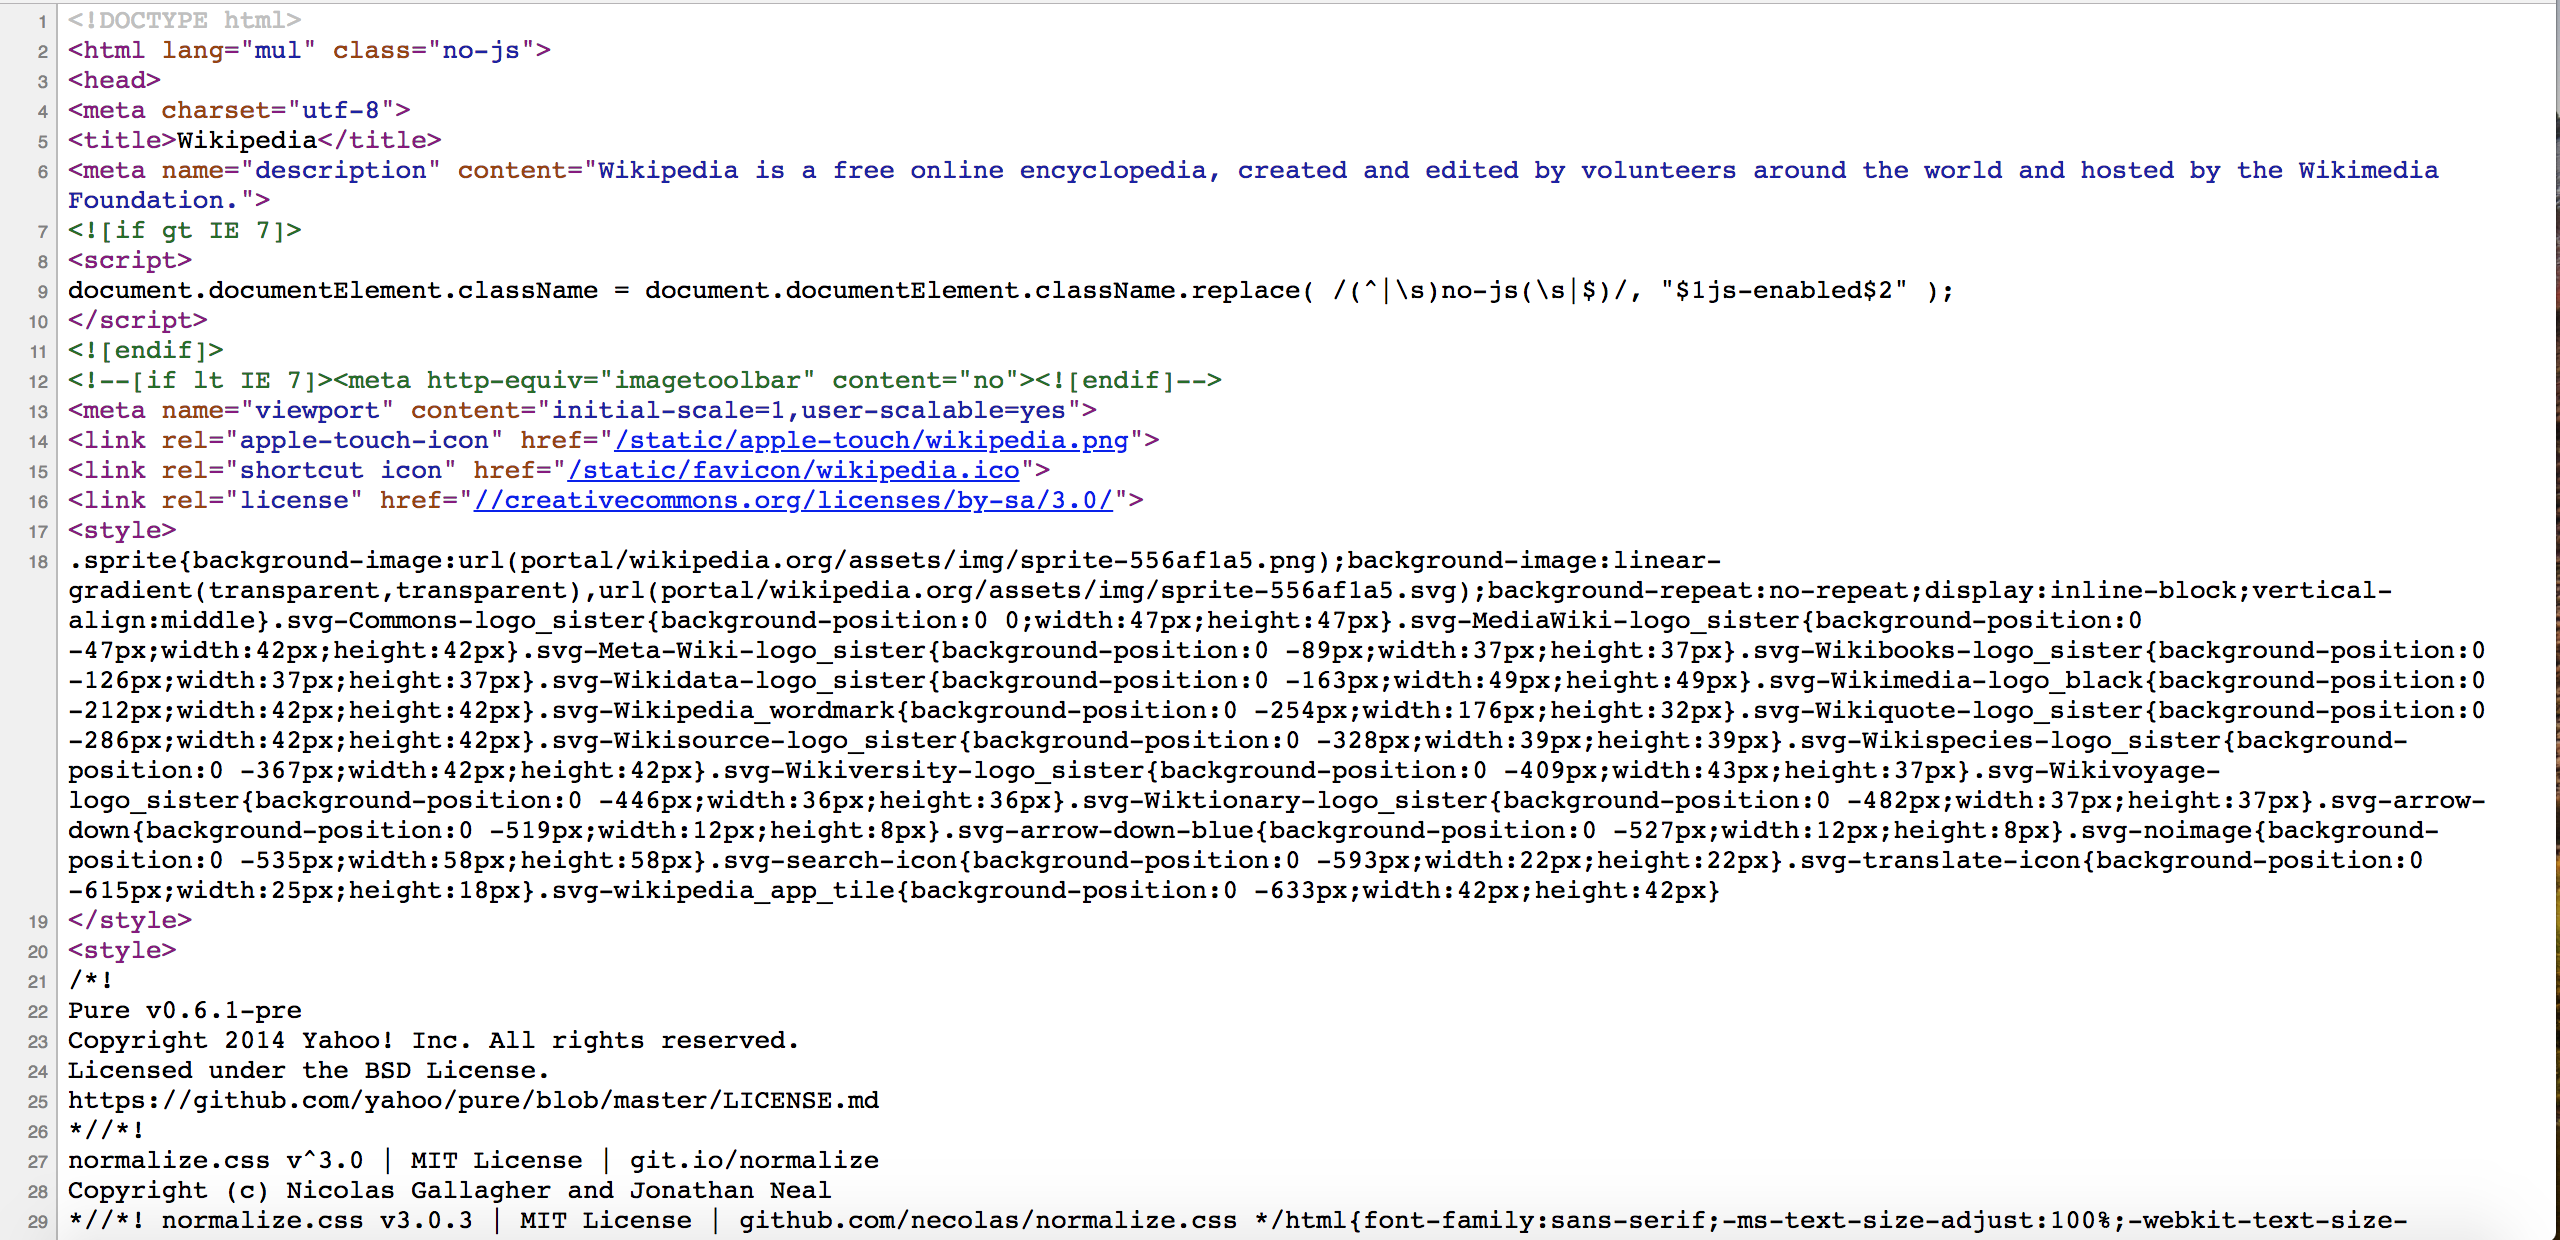 1 <!DOCTYPE html>
2 <html lang="mul" class="no-js">
3 <head>
4 <meta charset="utf-8">
5 <title>Wikipedia</title>
6 <meta name="description" content="Wikipedia is a free online encyclopedia, created and edited by volunteers around the world and hosted by the Wikimedia
Foundation.">
7 <![if gt IE 7]>
8 <script>
9 document.documentElement.className = document.documentElement.className.replace( /(^|\s)no-js(\s|$)/, "$1js-enabled$2" );
10 </script>
11 <![endif]>
12 <!--[if lt IE 7]><meta http-equiv="imagetoolbar" content="no"><![endif]-->
13 <meta name="viewport" content="initial-scale=1,user-scalable=yes">
14 <link rel="apple-touch-icon" href="/static/apple-touch/wikipedia.png">
15 <link rel="shortcut icon" href="/static/favicon/wikipedia.ico">
16 <link rel="license" href="//creativecommons.org/licenses/by-sa/3.0/">
17 <style>
18 .sprite{background-image:url(portal/wikipedia.org/assets/img/sprite-556af1a5.png);background-image:linear-
gradient(transparent,transparent),url(portal/wikipedia.org/assets/img/sprite-556af1a5.svg);background-repeat:no-repeat;display:inline-block;vertical-
align:middle}.svg-Commons-logo_sister{background-position:0 0;width:47px;height:47px}.svg-MediaWiki-logo_sister{background-position:0
-47px;width:42px;height:42px}.svg-Meta-Wiki-logo_sister{background-position:0 -89px;width:37px;height:37px}.svg-Wikibooks-logo_sister{background-position:0
-126px;width:37px;height:37px}.svg-Wikidata-logo_sister{background-position:0 -163px;width:49px;height:49px}.svg-Wikimedia-logo_black{background-position:0
-212px;width:42px;height:42px}.svg-Wikipedia_wordmark{background-position:0 -254px;width:176px;height:32px}.svg-Wikiquote-logo_sister{background-position:0
-286px;width:42px;height:42px}.svg-Wikisource-logo_sister{background-position:0 -328px;width:39px;height:39px}.svg-Wikispecies-logo_sister{background-
position:0 -367px;width:42px;height:42px}.svg-Wikiversity-logo_sister{background-position:0 -409px;width:43px;height:37px}.svg-Wikivoyage-
logo_sister{background-position:0 -446px;width:36px;height:36px}.svg-Wiktionary-logo_sister{background-position:0 -482px;width:37px;height:37px}.svg-arrow-
down{background-position:0 -519px;width:12px;height:8px}.svg-arrow-down-blue{background-position:0 -527px;width:12px;height:8px}.svg-noimage{background-
position:0 -535px;width:58px;height:58px}.svg-search-icon{background-position:0 -593px;width:22px;height:22px}.svg-translate-icon{background-position:0
-615px;width:25px;height:18px}.svg-wikipedia_app_tile{background-position:0 -633px;width:42px;height:42px}
19 </style>
20 <style>
21 /*!
22 Pure v0.6.1-pre
23 Copyright 2014 Yahoo! Inc. All rights reserved.
24 Licensed under the BSD License.
25 https://github.com/yahoo/pure/blob/master/LICENSE.md
26 *//*!
27 normalize.css v^3.0 | MIT License | git.io/normalize
28 Copyright (c) Nicolas Gallagher and Jonathan Neal
29 *//*! normalize.css v3.0.3 | MIT License | github.com/necolas/normalize.css */html{font-family:sans-serif;-ms-text-size-adjust:100%;-webkit-text-size-